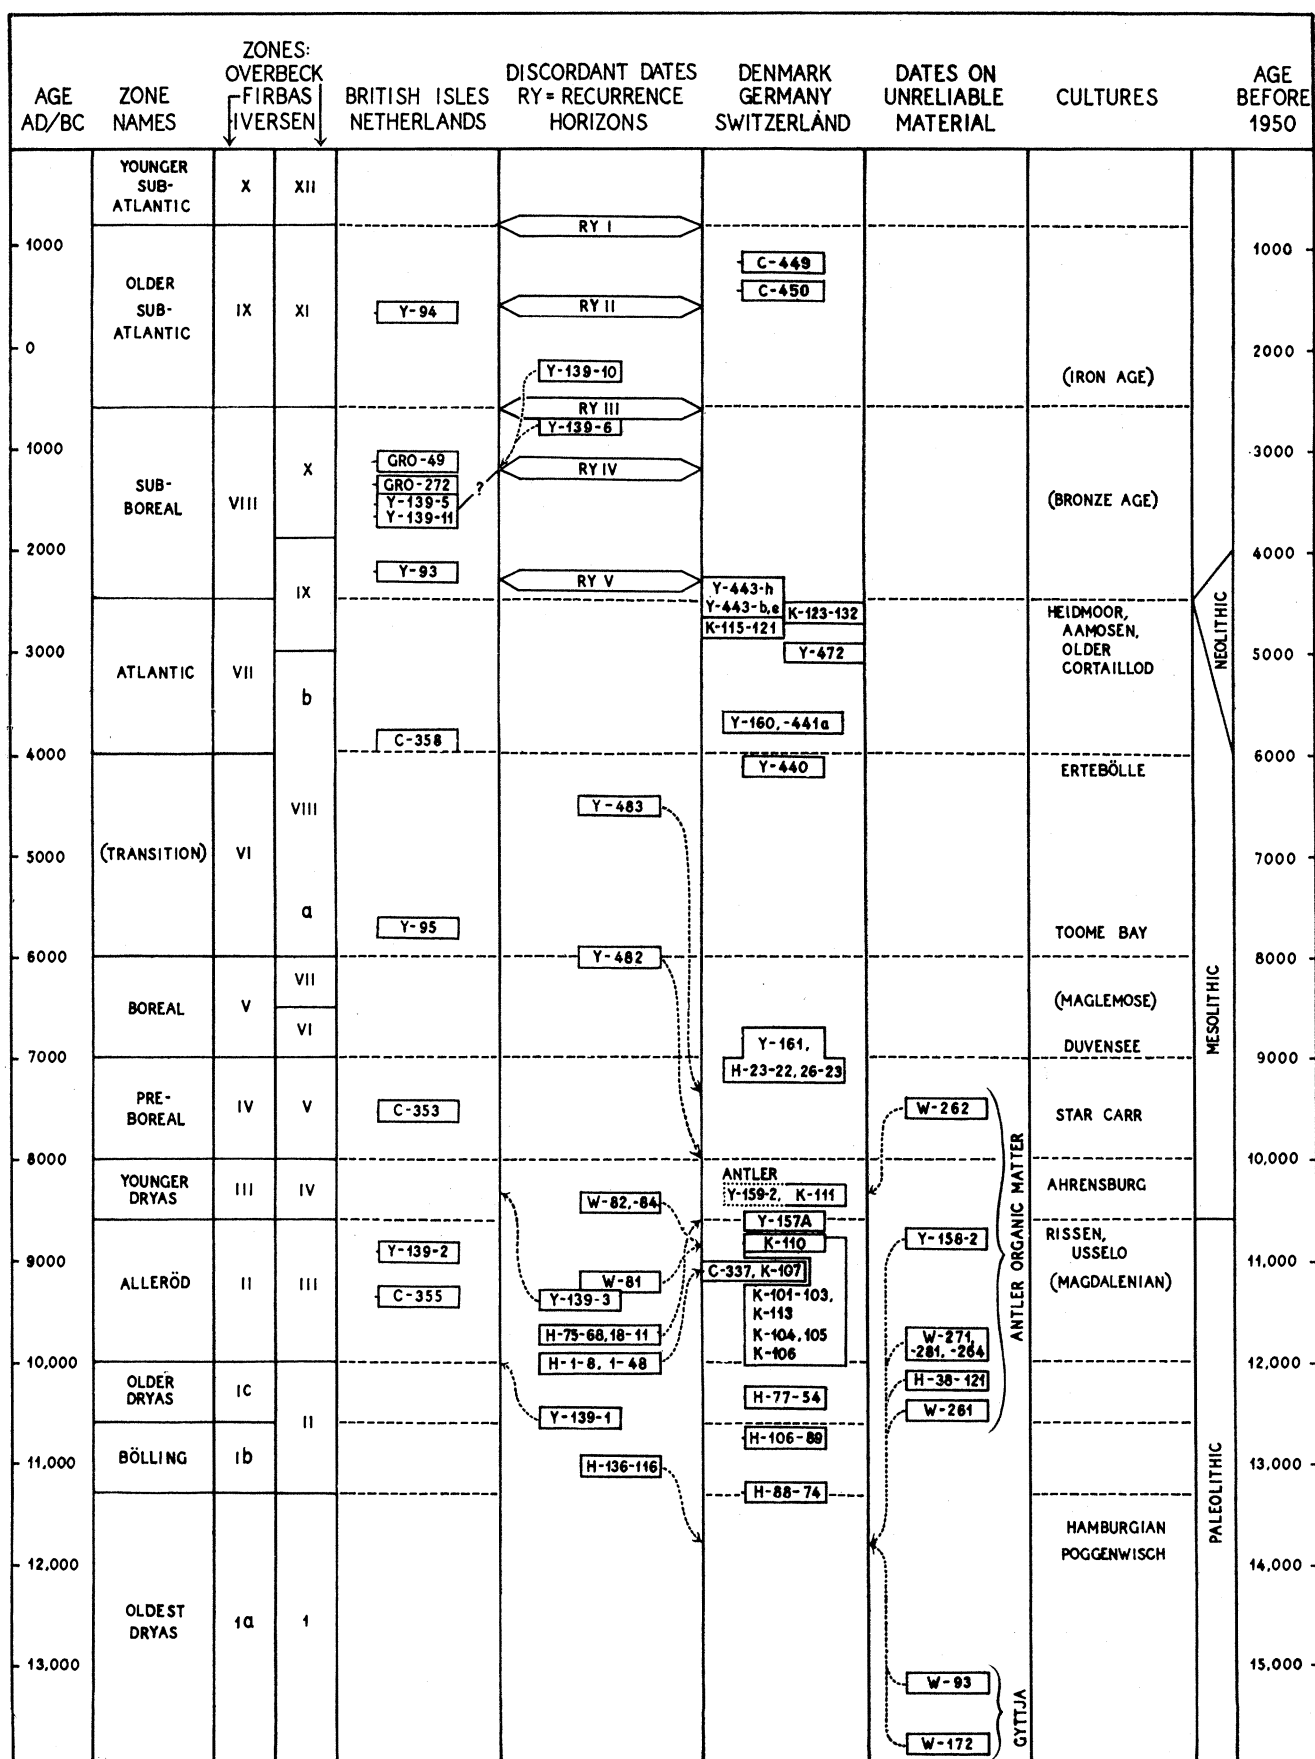 AGE
AD/BC
ZONE
NAMES
ZONES:
OVERBECK
FIRBAS
IVERSEN
BRITISH ISLES
NETHERLANDS
DISCORDANT DATES
RY = RECURRENCE
HORIZONS
DENMARK
GERMANY
SWITZERLAND
DATES ON
UNRELIABLE
MATERIAL
CULTURES
AGE
BEFORE
1950
YOUNGER
SUB-
ATLANTIC
X
XII
RY I
1000
1000
C-449
C-450
OLDER
SUB-
ATLANTIC
IX
XI
Y-94
RY II
0
2000
Y-139-10
(IRON AGE)
RY III
Y-139-6
1000
3000
GRO-49
X
RY IV
GRO-272
?
Y-139-5
Y-139-11
SUB-
BOREAL
VIII
(BRONZE AGE)
2000
4000
Y-93
RY V
IX
Y-443-h
Y-443-b,e
K-123-132
K-115-121
Y-472
HEIDMOOR,
AAMOSEN,
OLDER
CORTAILLOD
NEOLITHIC
3000
5000
ATLANTIC
VII
b
Y-160,-441a
C-358
4000
6000
Y-440
ERTEBÖLLE
VIII
Y-483
5000
(TRANSITION)
VI
7000
a
Y-95
TOOME BAY
6000
Y-482
8000
VII
BOREAL
V
(MAGLEMOSE)
VI
MESOLITHIC
Y-161,
H-23-22, 26-23
DUVENSEE
7000
9000
PRE-
BOREAL
IV
V
C-353
W-262
STAR CARR
8000
10,000
YOUNGER
DRYAS
III
IV
ANTLER
Y-159-2,
K-111
AHRENSBURG
W-82,-84
Y-157A
K-110
Y-158-2
RISSEN,
USSELO
(MAGDALENIAN)
ANTLER ORGANIC MATTER
9000
11,000
Y-139-2
C-337, K-107
ALLERÖD
II
III
W-81
C-355
Y-139-3
K-101-103,
K-113
K-104,105
K-106
H-75-68,18-11
H-1-8, 1-48
W-271,
-281, -264
10,000
12,000
OLDER
DRYAS
Ic
H-77-54
H-38-121
II
Y-139-1
W-261
H-106-89
BÖLLING
Ib
11,000
13,000
H-136-116
H-88-74
PALEOLITHIC
HAMBURGIAN
POGGENWISCH
12,000
14,000
OLDEST
DRYAS
1a
1
13,000
15,000
W-93
GYTTJA
W-172